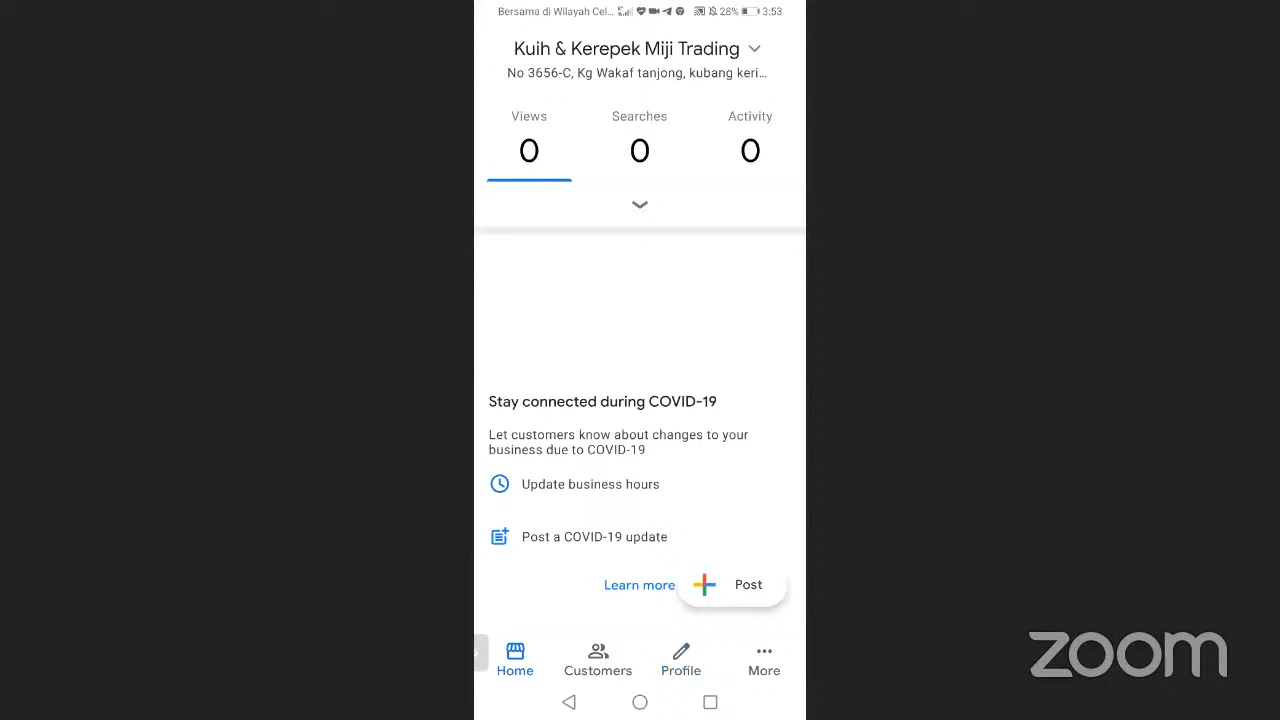 Bersama di Wilayah Cel... 28% 3:53
Kuih & Kerepek Miji Trading
No 3656-C, Kg Wakaf tanjong, kubang keri...
Views Searches Activity
0 0 0
Stay connected during COVID-19
Let customers know about changes to your
business due to COVID-19
Update business hours
Post a COVID-19 update
Learn more Post
Home Customers Profile More
zoom